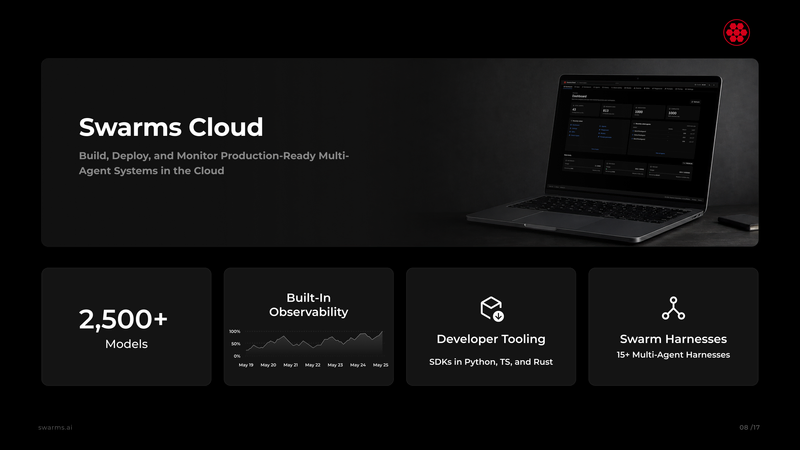 Swarms Cloud
Build, Deploy, and Monitor Production-Ready Multi-
Agent Systems in the Cloud
2,500+
Models
Built-In
Observability
100%
50%
0%
May 19 May 20 May 21 May 22 May 23 May 24 May 25
Developer Tooling
SDKs in Python, TS, and Rust
Swarm Harnesses
15+ Multi-Agent Harnesses
swarms.ai
08 /17